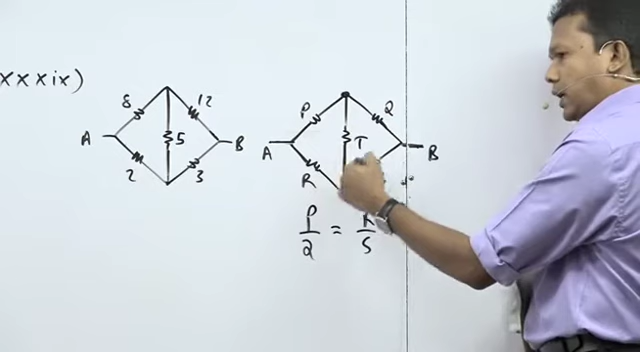 xxxix)
8 12
A 5 B
2 3
P Q
A T B
R
P = R
Q S